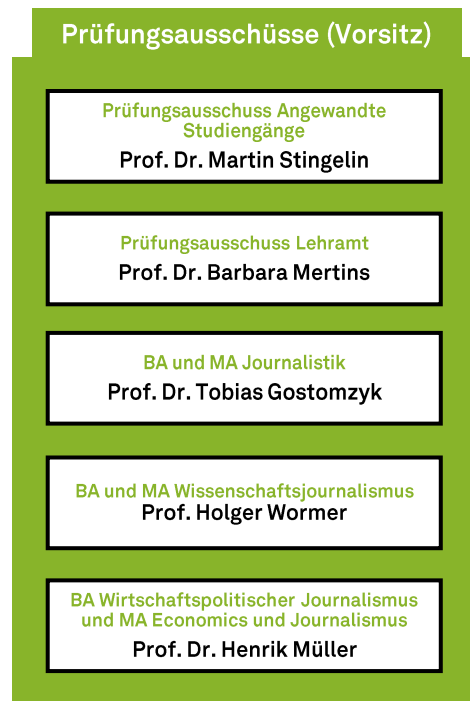 Prüfungsausschüsse (Vorsitz)
Prüfungsausschuss Angewandte
Studiengänge
Prof. Dr. Martin Stingelin
Prüfungsausschuss Lehramt
Prof. Dr. Barbara Mertins
BA und MA Journalistik
Prof. Dr. Tobias Gostomzyk
BA und MA Wissenschaftsjournalismus
Prof. Holger Wormer
BA Wirtschaftspolitischer Journalismus
und MA Economics und Journalismus
Prof. Dr. Henrik Müller